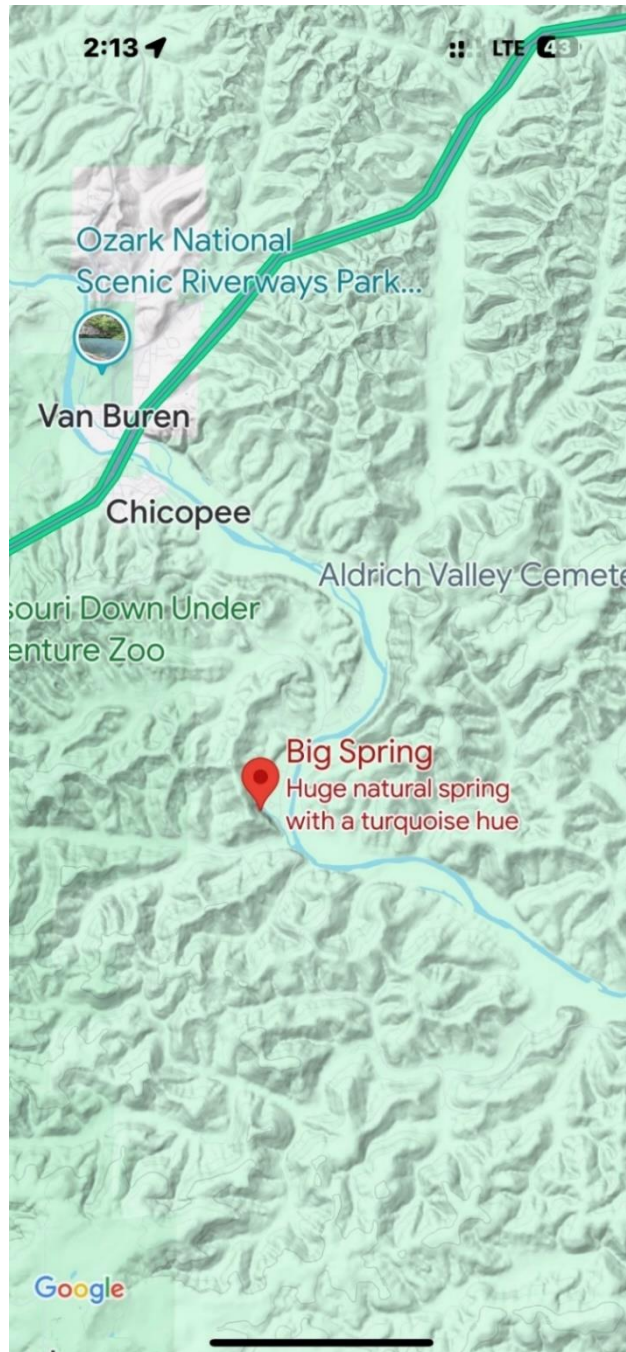 2:13
LTE 43
Ozark National
Scenic Riverways Park...
Van Buren
Chicopee
Aldrich Valley Cemete
souri Down Under
enture Zoo
Big Spring
Huge natural spring
with a turquoise hue
Google